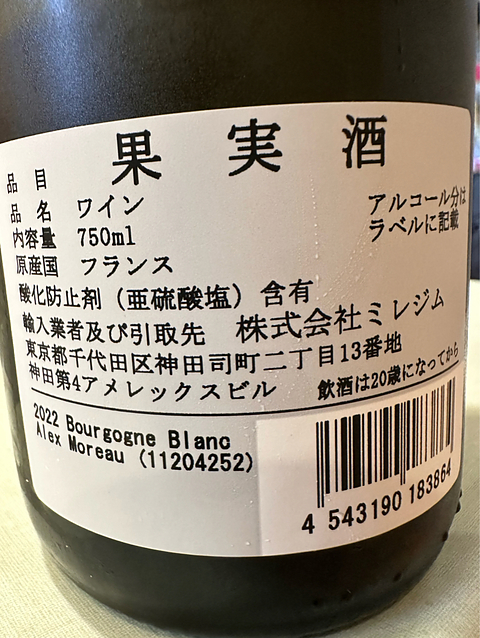 品目 果実酒
品名 ワイン
アルコール分は
内容量 750ml
ラベルに記載
原産国 フランス
酸化防止剤（亜硫酸塩）含有
輸入業者及び引取先 株式会社ミレジム
東京都千代田区神田司町二丁目13番地
神田第4アメレックスビル 飲酒は20歳になってから
2022 Bourgogne Blanc
Alex Moreau (11204252)
4 543190 183864